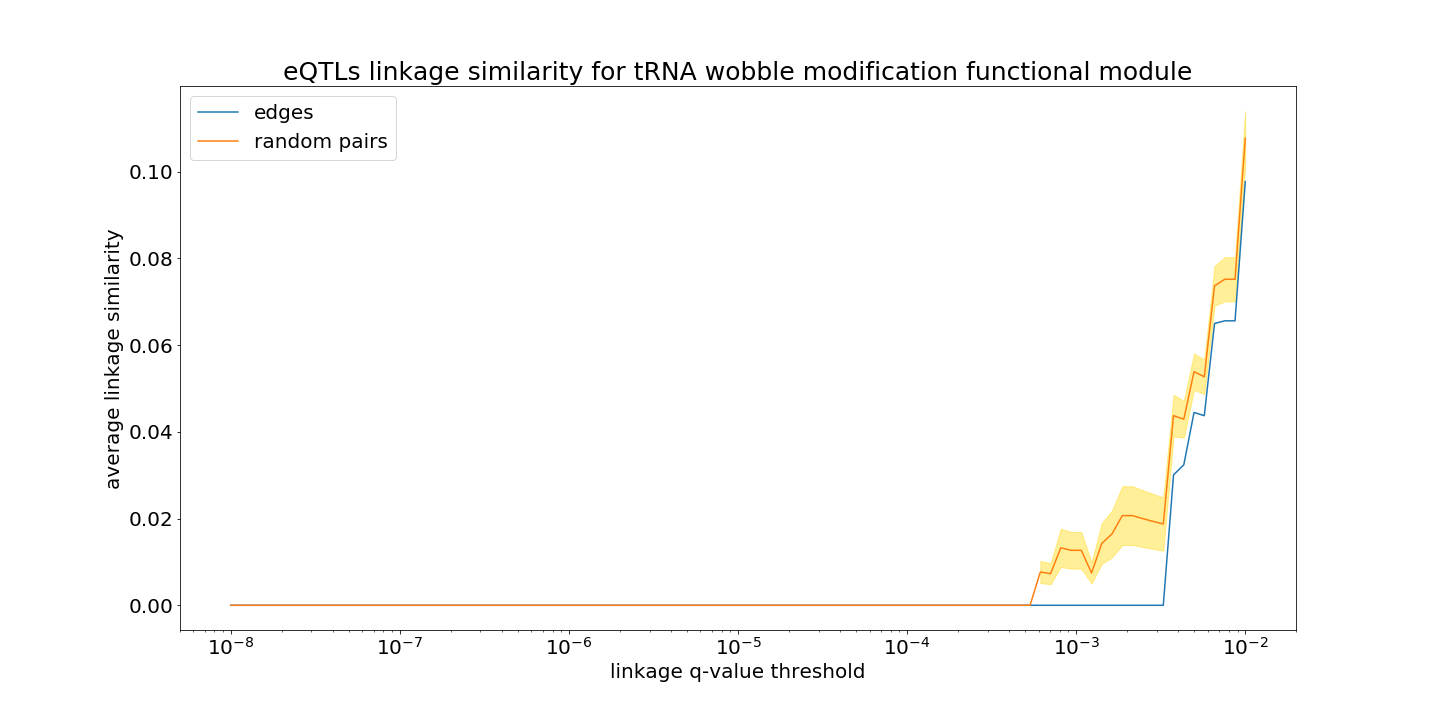 eQTLs linkage similarity for tRNA wobble modification functional module
edges
random pairs
average linkage similarity
0.10
0.08
0.06
0.04
0.02
0.00
10⁻⁸ 10⁻⁷ 10⁻⁶ 10⁻⁵ 10⁻⁴ 10⁻³ 10⁻²
linkage q-value threshold